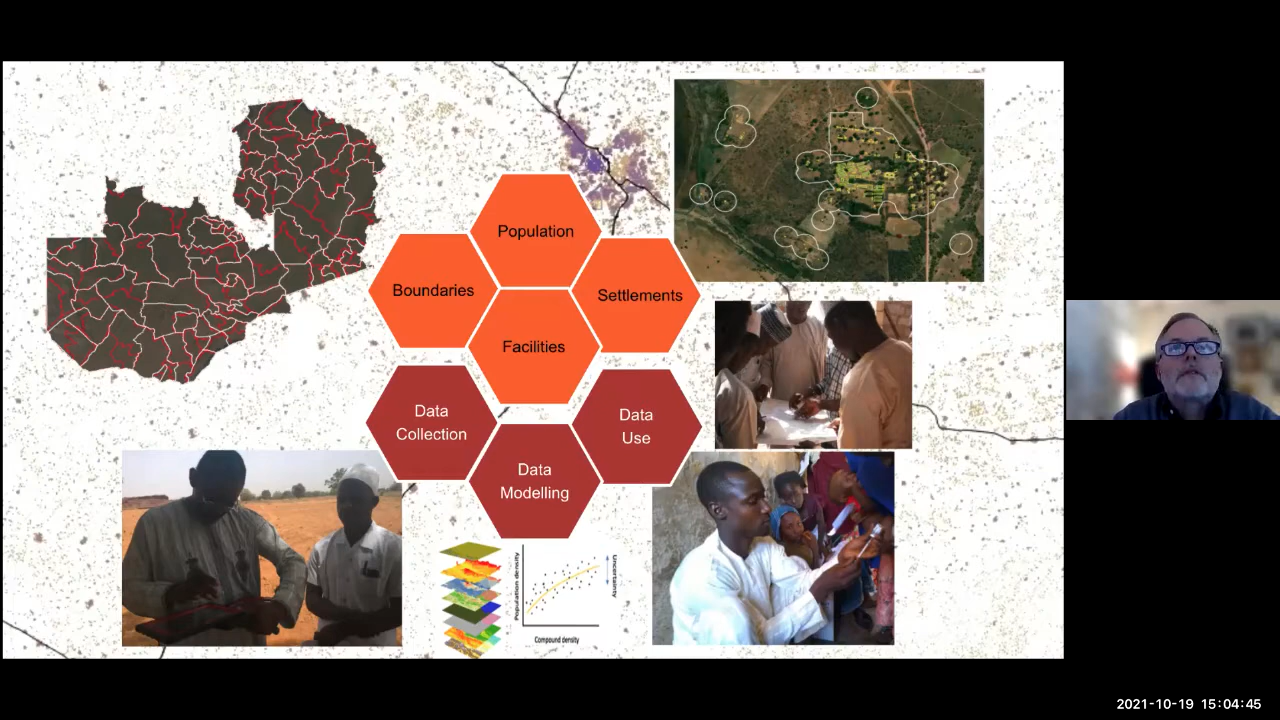 Population
Boundaries
Settlements
Facilities
Data
Collection
Data
Use
Data
Modelling
Population density
Uncertainty
Compound density
2021-10-19 15:04:45